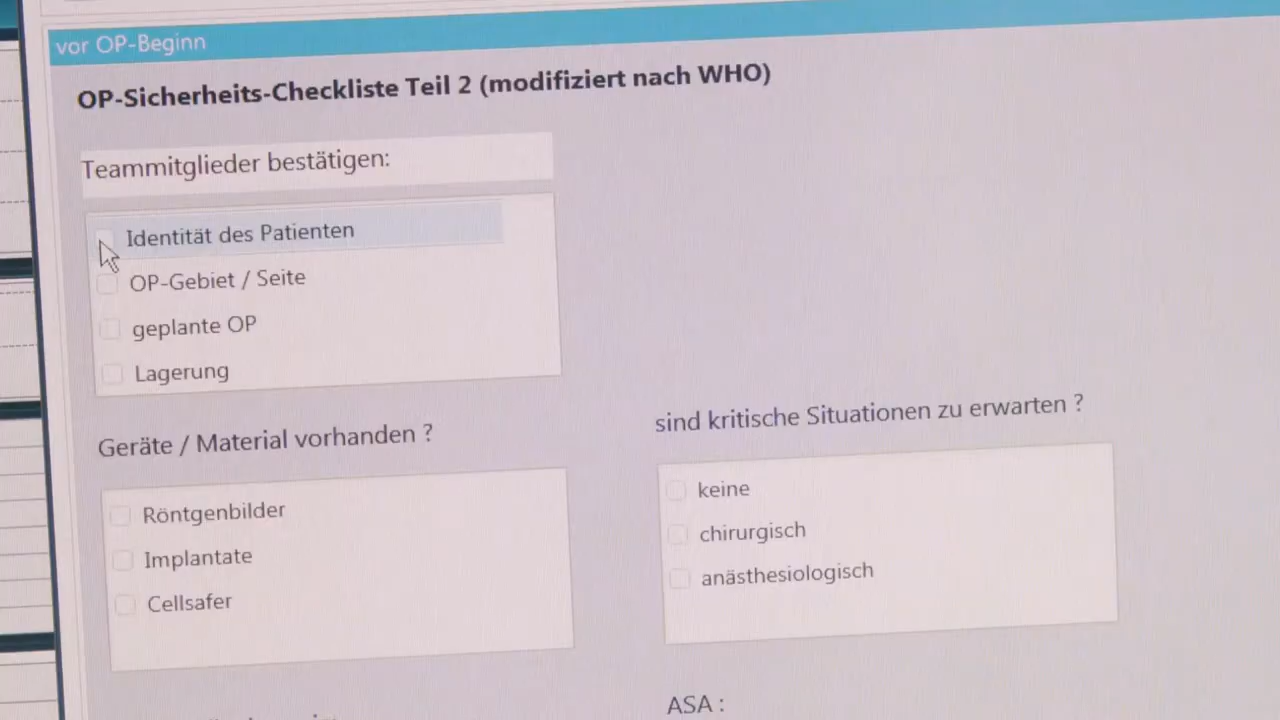 vor OP-Beginn
OP-Sicherheits-Checkliste Teil 2 (modifiziert nach WHO)
Teammitglieder bestätigen:
Identität des Patienten
OP-Gebiet / Seite
geplante OP
Lagerung
Geräte / Material vorhanden ?
Röntgenbilder
Implantate
Cellsafer
sind kritische Situationen zu erwarten ?
keine
chirurgisch
anästhesiologisch
ASA :